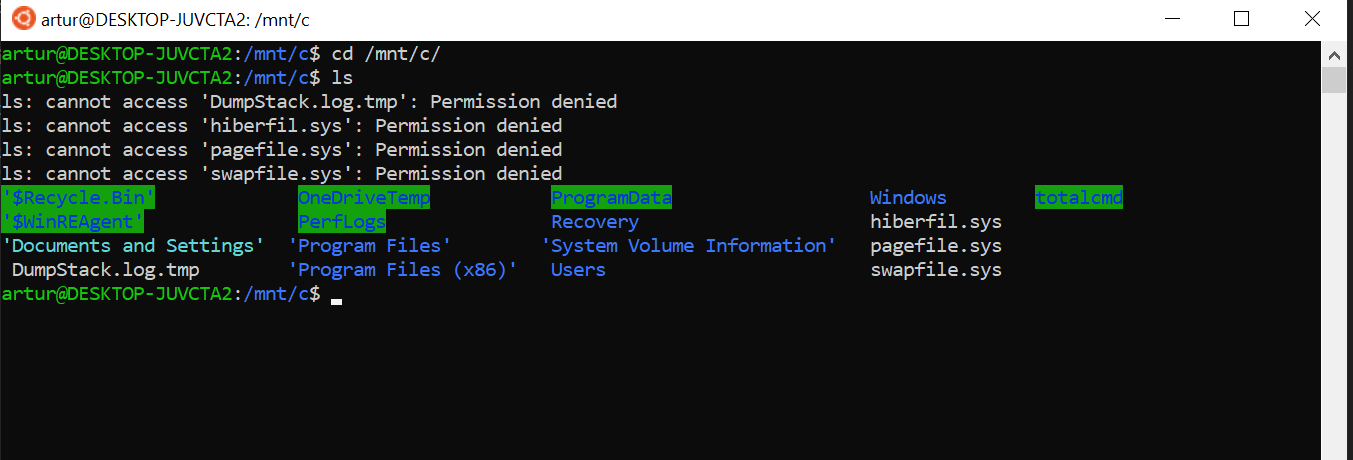 artur@DESKTOP-JUVCTA2: /mnt/c
artur@DESKTOP-JUVCTA2:/mnt/c$ cd /mnt/c/
artur@DESKTOP-JUVCTA2:/mnt/c$ ls
ls: cannot access 'DumpStack.log.tmp': Permission denied
ls: cannot access 'hiberfil.sys': Permission denied
ls: cannot access 'pagefile.sys': Permission denied
ls: cannot access 'swapfile.sys': Permission denied
'$Recycle.Bin' OneDriveTemp ProgramData Windows totalcmd
'$WinREAgent' PerfLogs Recovery hiberfil.sys
'Documents and Settings' 'Program Files' 'System Volume Information' pagefile.sys
DumpStack.log.tmp 'Program Files (x86)' Users swapfile.sys
artur@DESKTOP-JUVCTA2:/mnt/c$